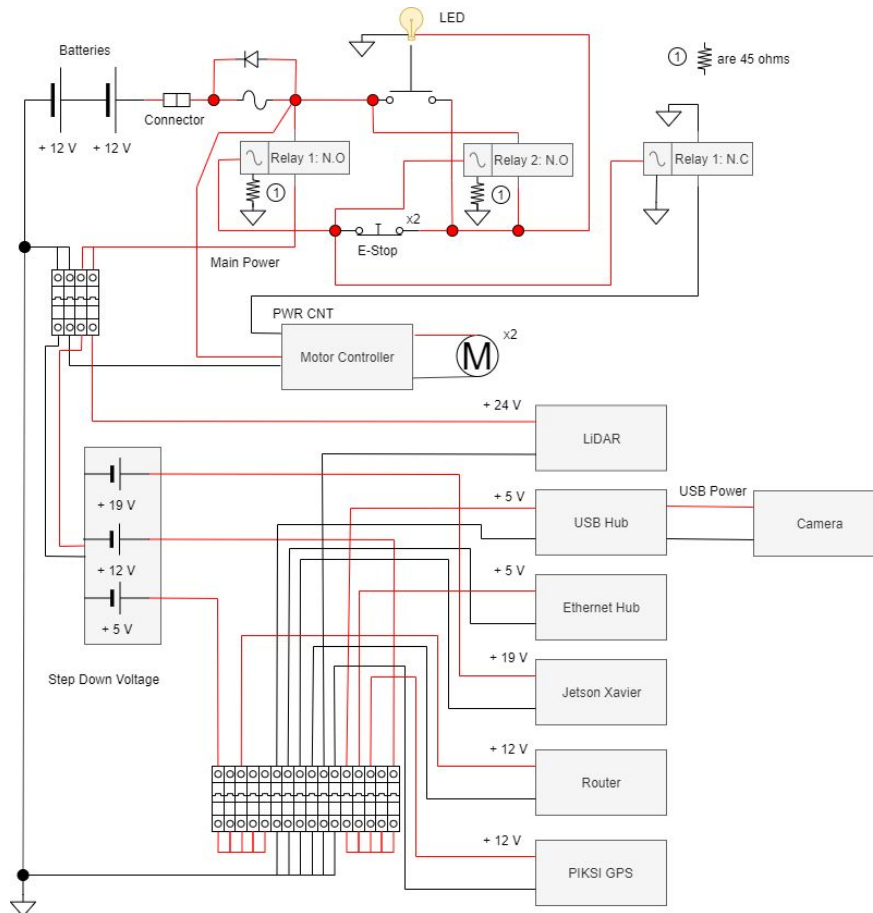 LED
Batteries
1
are 45 ohms
Connector
+ 12 V
+ 12 V
Relay 1: N.O
Relay 2: N.O
Relay 1: N.C
1
1
x2
E-Stop
Main Power
PWR CNT
Motor Controller
M
x2
+ 24 V
LiDAR
+ 19 V
+ 5 V
USB Hub
USB Power
Camera
+ 12 V
+ 5 V
Ethernet Hub
+ 5 V
Step Down Voltage
+ 19 V
Jetson Xavier
+ 12 V
Router
+ 12 V
PIKSI GPS